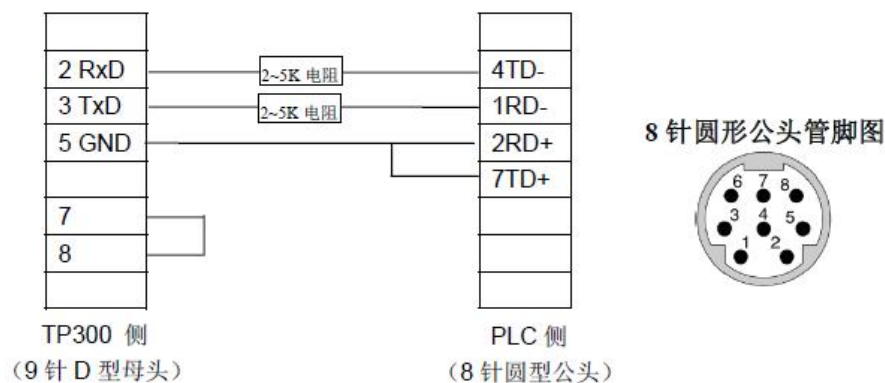 2 RxD
3 TxD
5 GND
7
8
2~5K 电阻
2~5K 电阻
4TD-
1RD-
2RD+
7TD+
TP300 侧
（9 针 D 型母头）
PLC 侧
（8 针圆型公头）
8 针圆形公头管脚图
6 7 8
3 4 5
1 2